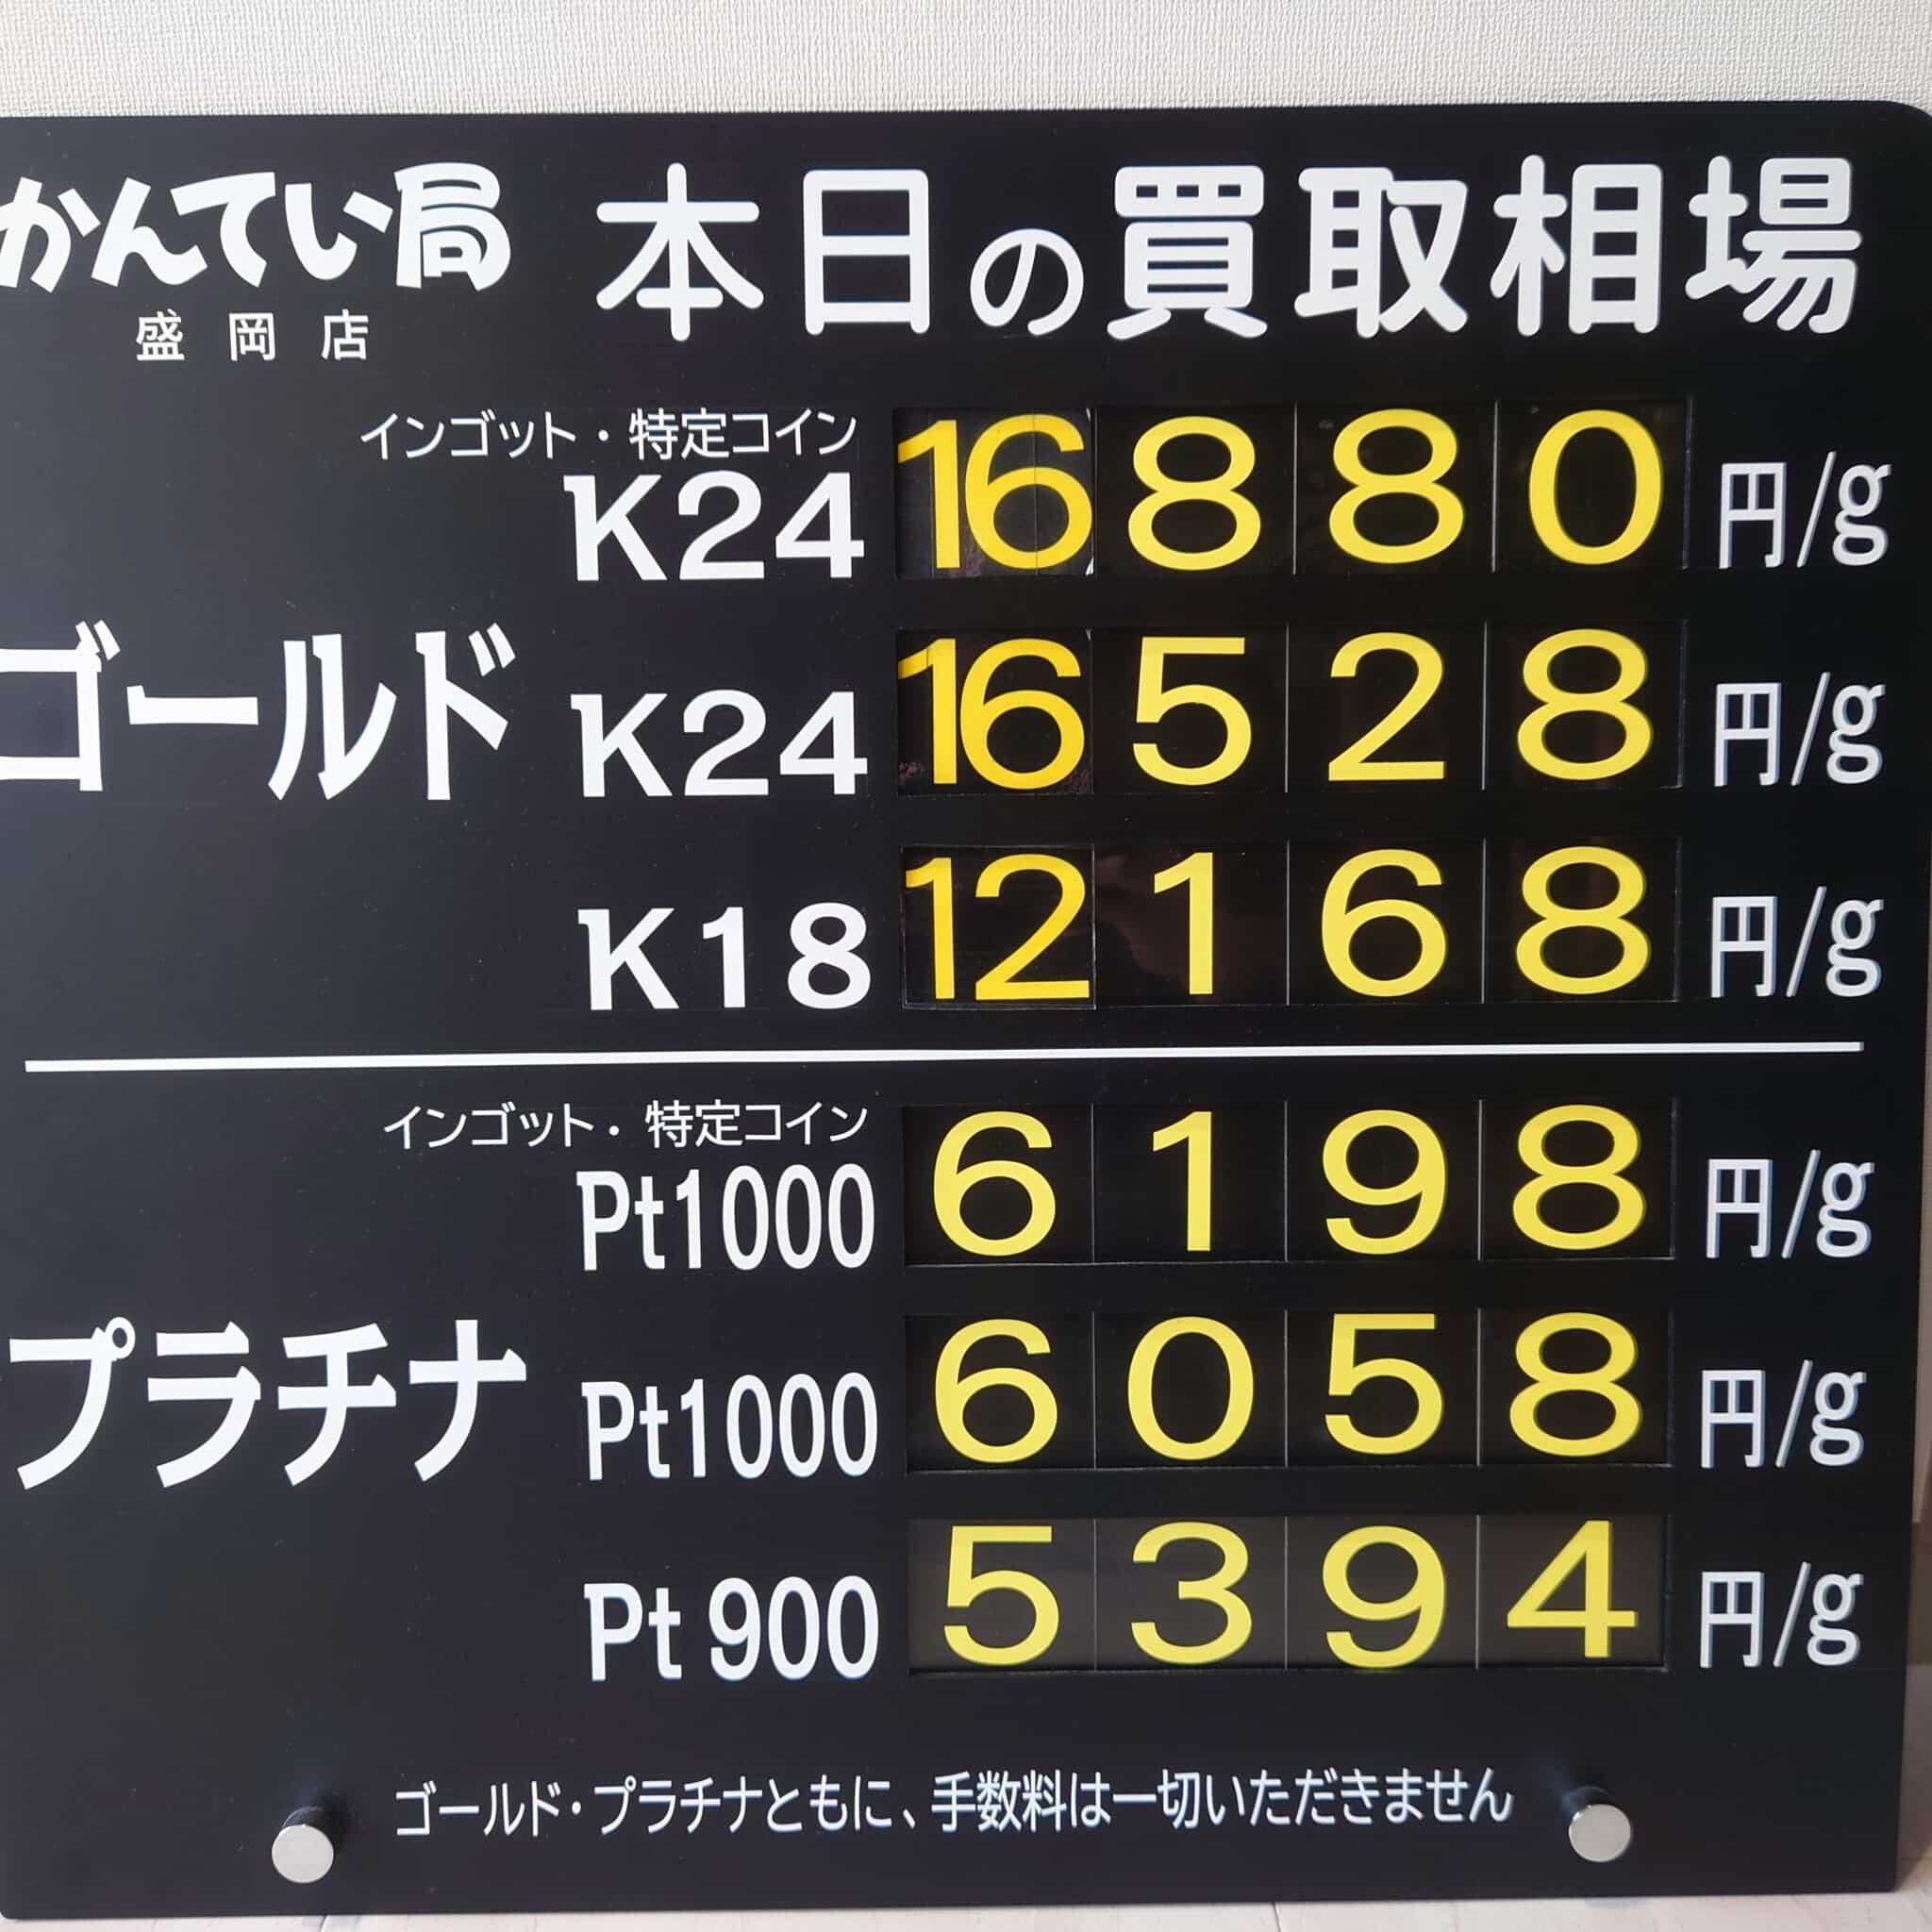 かんてい局 本日の買取相場
盛岡店
インゴット・特定コイン
K24 16880 円/g
ゴールド K24 16528 円/g
K18 12168 円/g
インゴット・特定コイン
Pt1000 6198 円/g
プラチナ Pt1000 6058 円/g
Pt 900 5394 円/g
ゴールド・プラチナともに、手数料は一切いただきません